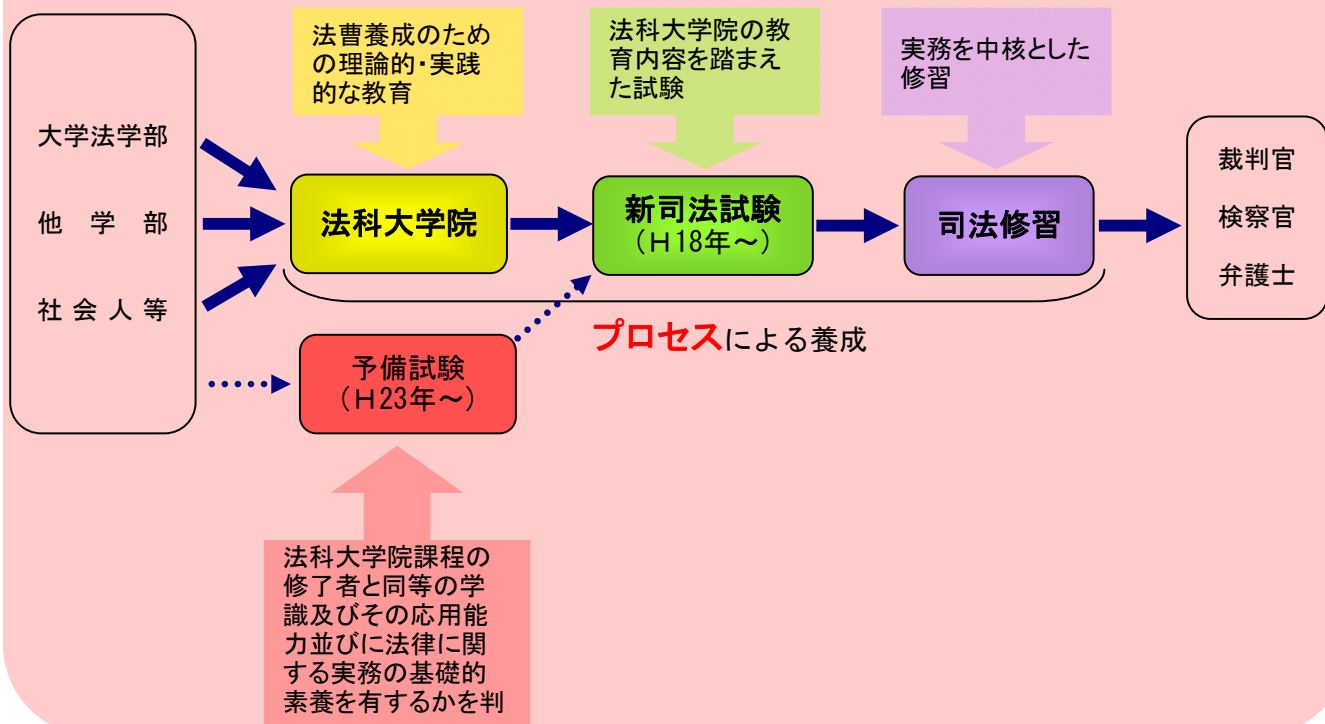 法曹養成のため
の理論的・実践
的な教育
法科大学院の教
育内容を踏まえ
た試験
実務を中核とした
修習
大学法学部
他 学 部
社 会 人 等
法科大学院
新司法試験
（Ｈ18年～）
司法修習
裁判官
検察官
弁護士
プロセスによる養成
予備試験
（Ｈ23年～）
法科大学院課程の
修了者と同等の学
識及びその応用能
力並びに法律に関
する実務の基礎的
素養を有するかを判